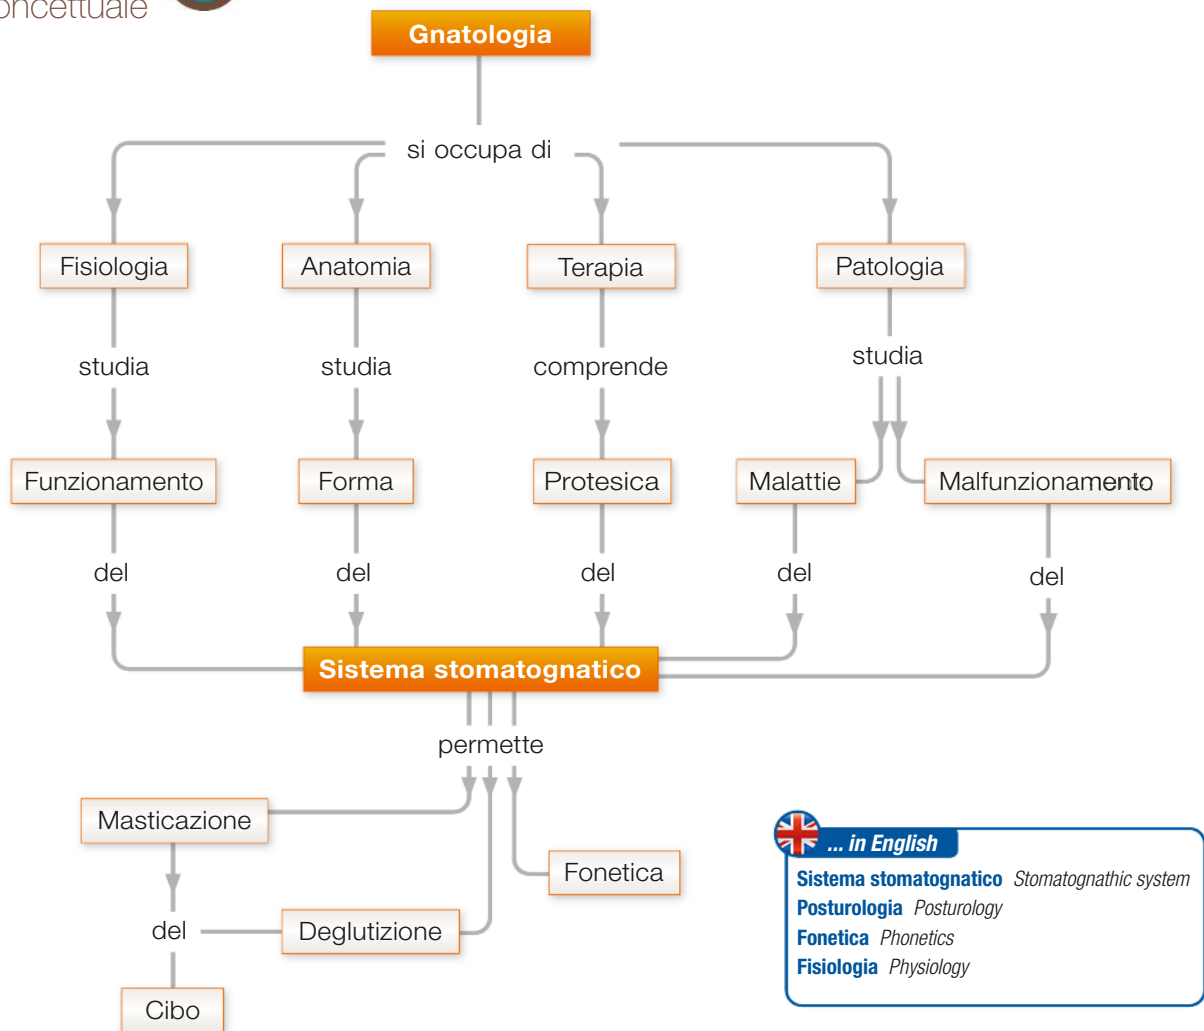 concettuale
Gnatologia
si occupa di
Fisiologia Anatomia Terapia Patologia
studia studia comprende studia
Funzionamento Forma Protesica Malattie Malfunzionamento
del del del del del
Sistema stomatognatico
permette
Masticazione
Fonetica
del Deglutizione
Cibo
... in English
Sistema stomatognatico Stomatognathic system
Posturologia Posturology
Fonetica Phonetics
Fisiologia Physiology